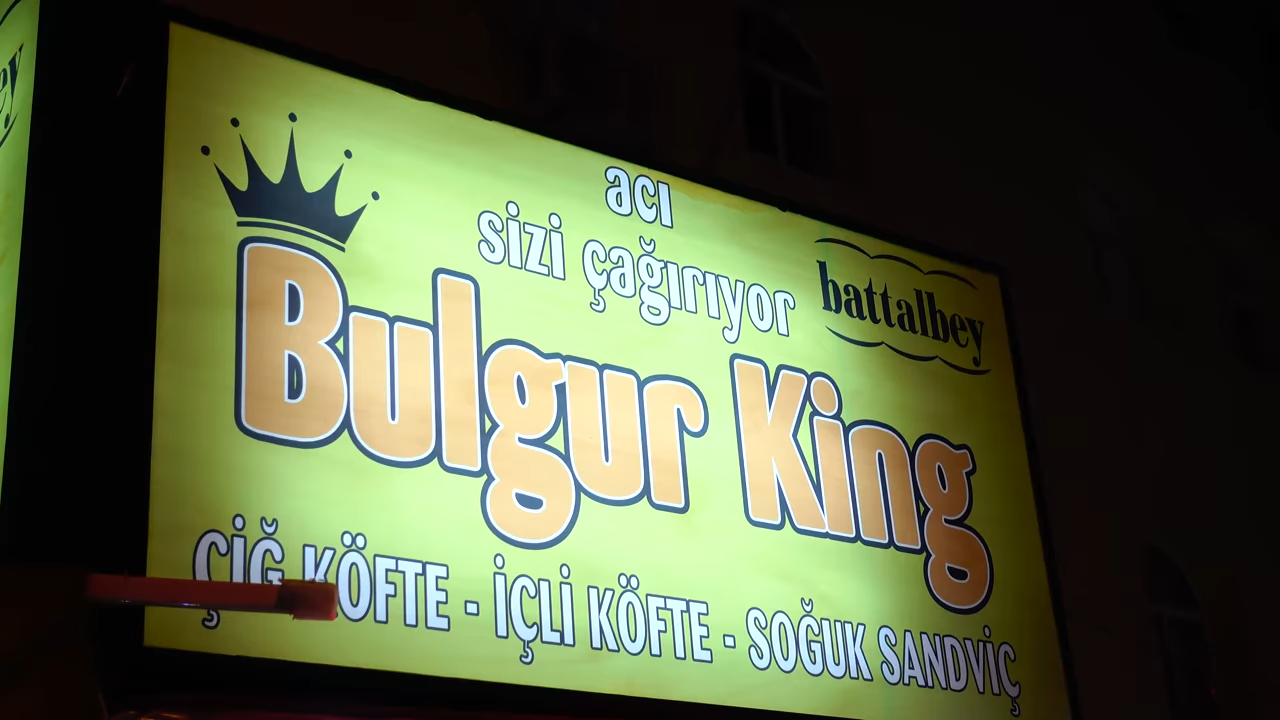 acı
sizi çağırıyor
battalbey
Bulgur King
ÇİĞ KÖFTE - İÇLİ KÖFTE - SOĞUK SANDVİÇ